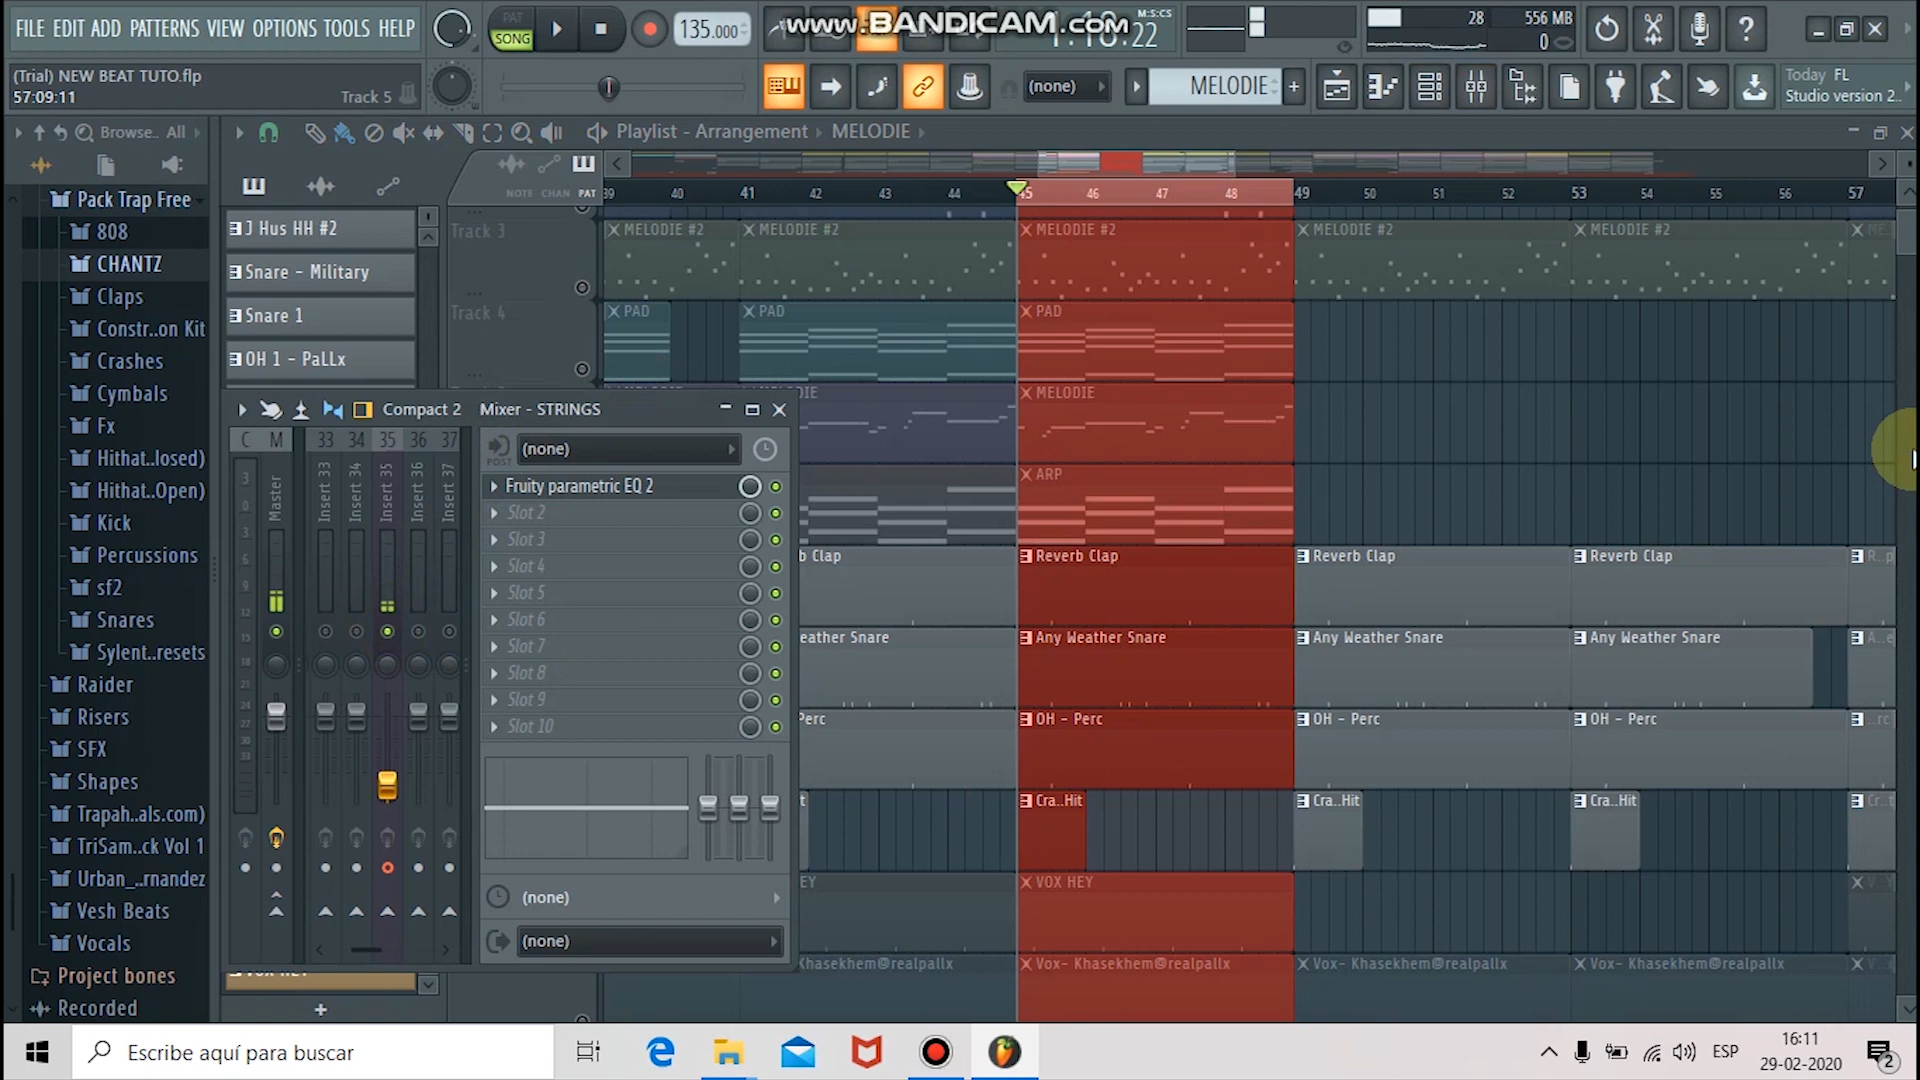 FILE EDIT ADD PATTERNS VIEW OPTIONS TOOLS HELP
PAT
SONG
135.000
www.BANDICAM.com
1:18:22
M:S:CS
28
556 MB
0
(Trial) NEW BEAT TUTO.flp
57:09:11
Track 5
(none)
MELODIE
Today FL
Studio version 2..
Browse.. All
Playlist - Arrangement
MELODIE
NOTE CHAN PAT
39 40 41 42 43 44 45 46 47 48 49 50 51 52 53 54 55 56 57
Pack Trap Free
808
CHANTZ
Claps
Constr..on Kit
Crashes
Cymbals
Fx
Hithat..losed)
Hithat..Open)
Kick
Percussions
sf2
Snares
Sylent..resets
Raider
Risers
SFX
Shapes
Trapah..als.com)
TriSam..ck Vol 1
Urban_..rnandez
Vesh Beats
Vocals
Project bones
Recorded
J Hus HH #2
Snare - Military
Snare 1
OH 1 - PaLLx
VOX HEY
Track 3
MELODIE #2
MELODIE #2
MELODIE #2
MELODIE #2
MELODIE #2
Track 4
PAD
PAD
PAD
MELODIE
ARP
b Clap
Reverb Clap
Reverb Clap
Reverb Clap
eather Snare
Any Weather Snare
Any Weather Snare
Any Weather Snare
Perc
OH - Perc
OH - Perc
OH - Perc
Cra..Hit
Cra..Hit
Cra..Hit
EY
VOX HEY
Khasekhem@realpallx
Vox- Khasekhem@realpallx
Vox- Khasekhem@realpallx
Vox- Khasekhem@realpallx
Compact 2
Mixer - STRINGS
C M 33 34 35 36 37
Master
Insert 33
Insert 34
Insert 35
Insert 36
Insert 37
POST
(none)
Fruity parametric EQ 2
Slot 2
Slot 3
Slot 4
Slot 5
Slot 6
Slot 7
Slot 8
Slot 9
Slot 10
(none)
(none)
Escribe aquí para buscar
ESP
16:11
29-02-2020
2